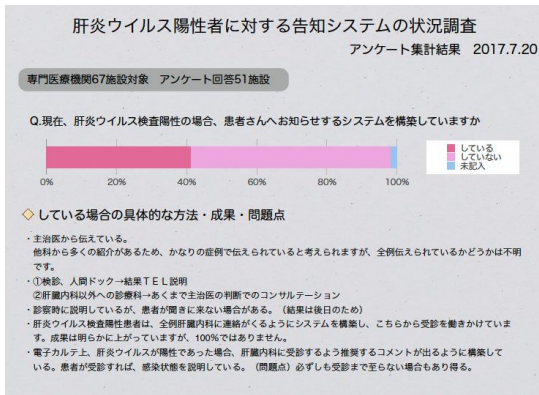 肝炎ウイルス陽性者に対する告知システムの状況調査
アンケート集計結果　2017.7.20
専門医療機関67施設対象　アンケート回答51施設
Q.現在、肝炎ウイルス検査陽性の場合、患者さんへお知らせするシステムを構築していますか
している
していない
未記入
0% 20% 40% 60% 80% 100%
◇ している場合の具体的な方法・成果・問題点
・主治医から伝えている。
他科から多くの紹介があるため、かなりの症例で伝えられていると考えられますが、全例伝えられているかどうかは不明
です。
・①検診、人間ドック→結果ＴＥＬ説明
②肝臓内科以外への診療科→あくまで主治医の判断でのコンサルテーション
・診察時に説明しているが、患者が聞きに来ない場合がある。（結果は後日のため）
・肝炎ウイルス検査陽性患者は、全例肝臓内科に連絡がくるようにシステムを構築し、こちらから受診を働きかけていま
す。成果は明らかに上がっていますが、100%ではありません。
・電子カルテ上、肝炎ウイルスが陽性であった場合、肝臓内科に受診するよう推奨するコメントが出るように構築して
いる。患者が受診すれば、感染状態を説明している。（問題点）必ずしも受診まで至らない場合もあり得る。